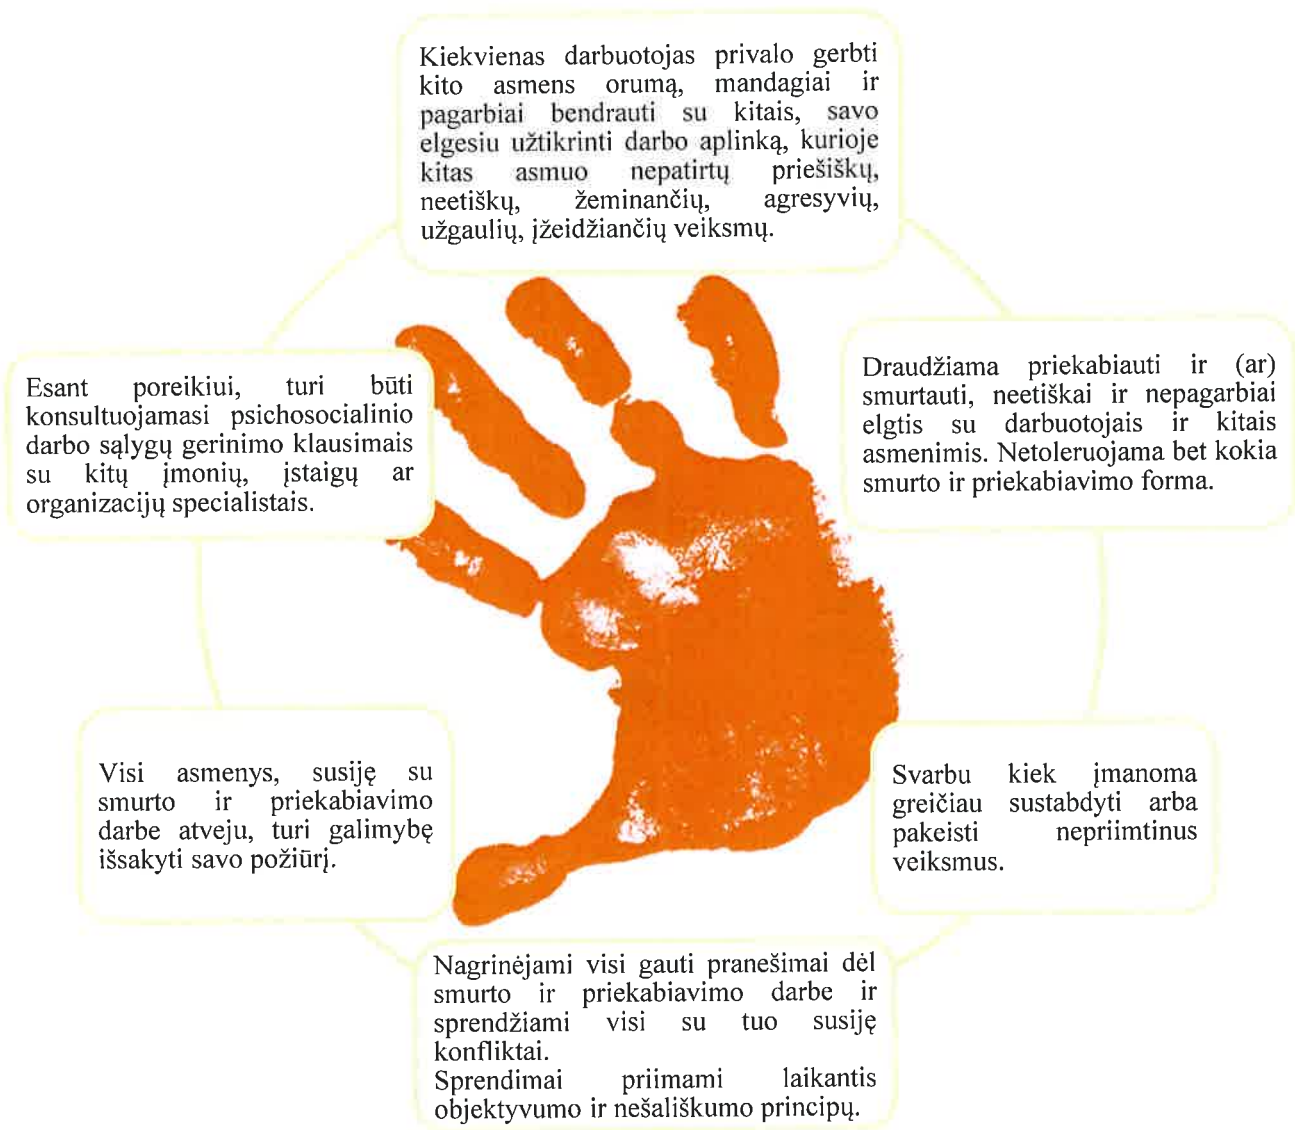 Kiekvienas darbuotojas privalo gerbti
kito asmens orumą, mandagiai ir
pagarbiai bendrauti su kitais, savo
elgesiu užtikrinti darbo aplinką, kurioje
kitas asmuo nepatirtų priešiškų,
neetiškų, žeminančių, agresyvių,
užgaulių, įžeidžiančių veiksmų.
Draudžiama priekabiauti ir (ar)
smurtauti, neetiškai ir nepagarbiai
elgtis su darbuotojais ir kitais
asmenimis. Netoleruojama bet kokia
smurto ir priekabiavimo forma.
Svarbu kiek įmanoma
greičiau sustabdyti arba
pakeisti nepriimtinus
veiksmus.
Nagrinėjami visi gauti pranešimai dėl
smurto ir priekabiavimo darbe ir
sprendžiami visi su tuo susiję
konfliktai.
Sprendimai priimami laikantis
objektyvumo ir nešališkumo principų.
Visi asmenys, susiję su
smurto ir priekabiavimo
darbe atveju, turi galimybę
išsakyti savo požiūrį.
Esant poreikiui, turi būti
konsultuojamasi psichosocialinio
darbo sąlygų gerinimo klausimais
su kitų įmonių, įstaigų ar
organizacijų specialistais.